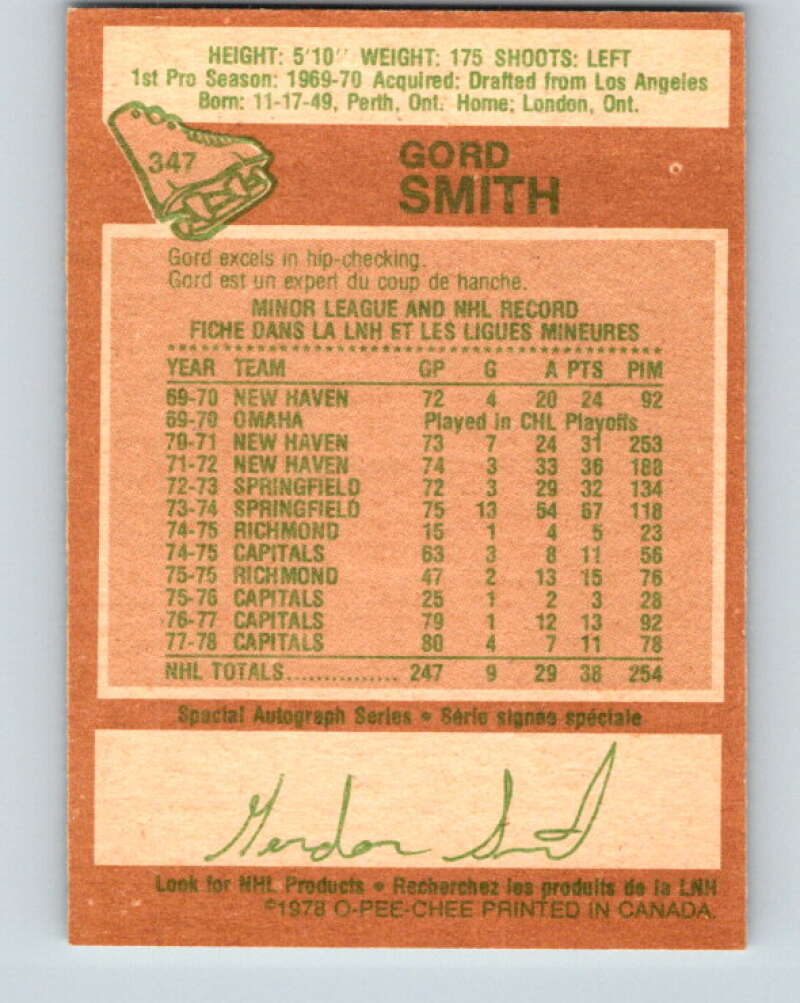 HEIGHT: 5'10" WEIGHT: 175 SHOOTS: LEFT
1st Pro Season: 1969-70 Acquired: Drafted from Los Angeles
Born: 11-17-49, Perth, Ont. Home: London, Ont.
347
GORD
SMITH
Gord excels in hip-checking.
Gord est un expert du coup de hanche.
MINOR LEAGUE AND NHL RECORD
FICHE DANS LA LNH ET LES LIGUES MINEURES
YEAR TEAM GP G A PTS PIM
69-70 NEW HAVEN 72 4 20 24 92
69-70 OMAHA Played in CHL Playoffs
70-71 NEW HAVEN 73 7 24 31 253
71-72 NEW HAVEN 74 3 33 36 188
72-73 SPRINGFIELD 72 3 29 32 134
73-74 SPRINGFIELD 75 13 54 67 118
74-75 RICHMOND 15 1 4 5 23
74-75 CAPITALS 63 3 8 11 56
75-76 RICHMOND 47 2 13 15 76
75-76 CAPITALS 25 1 2 3 28
76-77 CAPITALS 79 1 12 13 92
77-78 CAPITALS 80 4 7 11 78
NHL TOTALS............... 247 9 29 38 254
Special Autograph Series • Série signee spéciale
Gordon Smith
Look for NHL Products • Recherchez les produits de la LNH
©1978 O-PEE-CHEE PRINTED IN CANADA.